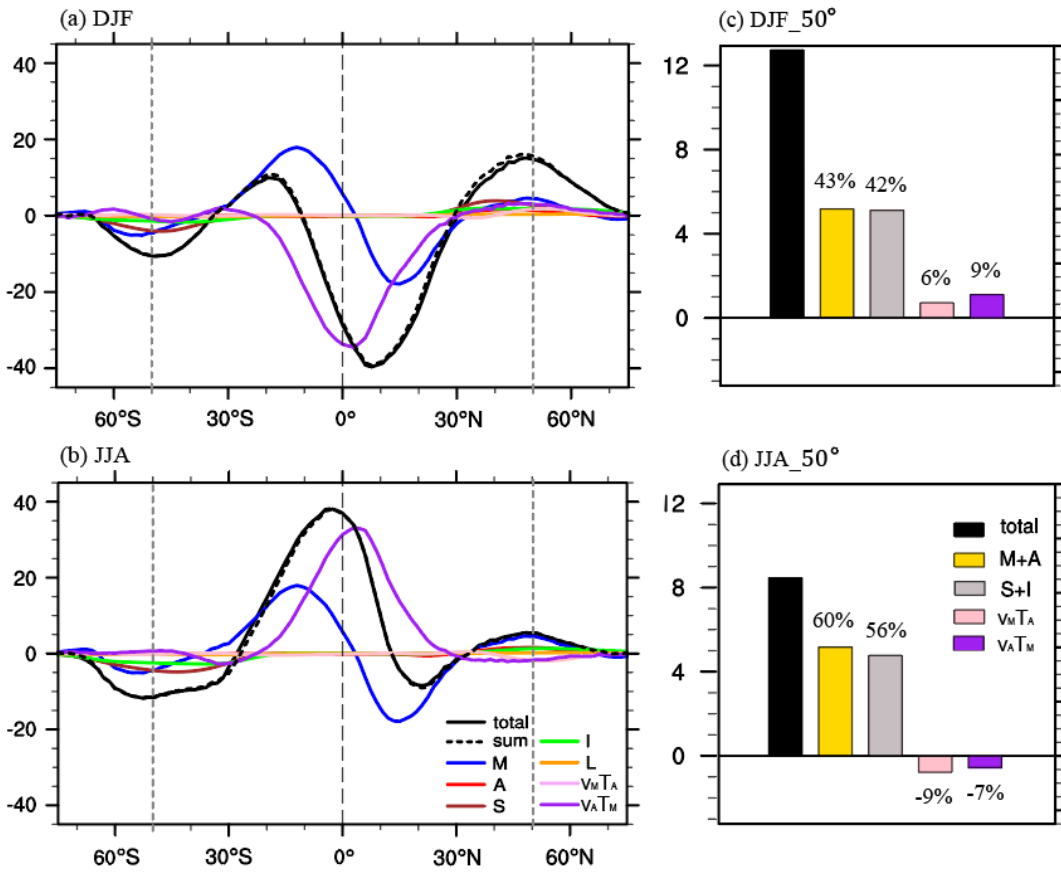 (a) DJF
40
20
0
-20
-40
60°S 30°S 0° 30°N 60°N
(c) DJF_50°
12
8
4
0
43% 42% 6% 9%
(b) JJA
40
20
0
-20
-40
60°S 30°S 0° 30°N 60°N
total
sum
M
A
S
I
L
VMTA
VATM
(d) JJA_50°
12
8
4
0
60% 56% -9% -7%
total
M+A
S+I
VMTA
VATM